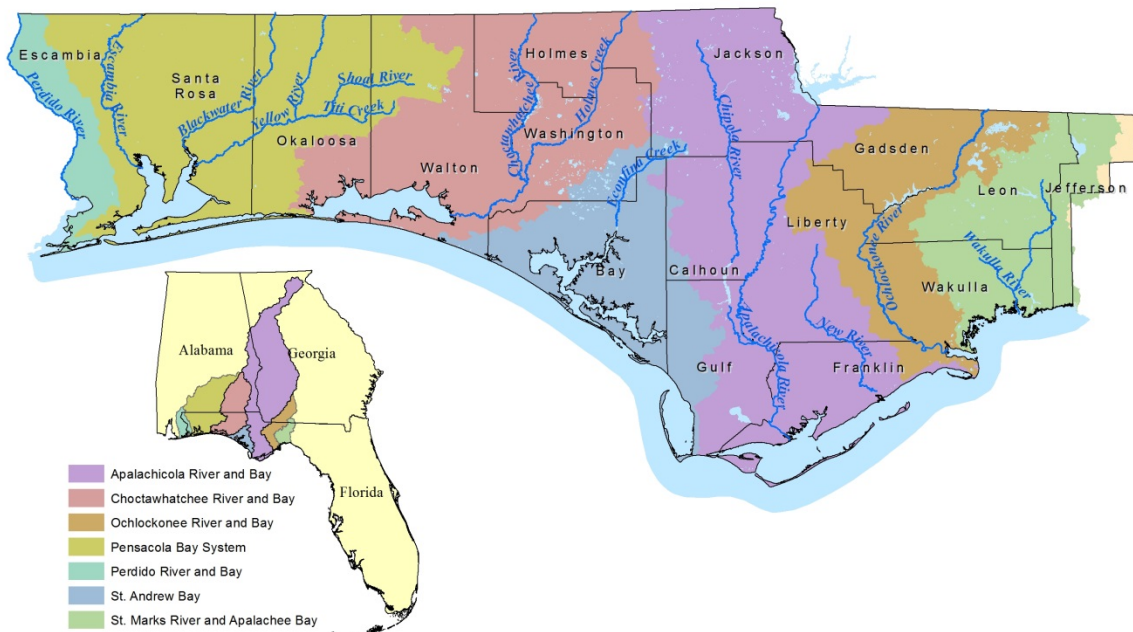 Escambia
Escambia River
Perdido River
Santa
Rosa
Blackwater River
Yellow River
Shoal River
Titi Creek
Okaloosa
Walton
Holmes
Choctawhatchee River
Holmes Creek
Washington
Econfina Creek
Bay
Jackson
Chipola River
Calhoun
Gulf
Apalachicola River
Liberty
New River
Franklin
Gadsden
Ochlockonee River
Leon
Jefferson
Wakulla River
Wakulla
Alabama
Georgia
Florida
Apalachicola River and Bay
Choctawhatchee River and Bay
Ochlockonee River and Bay
Pensacola Bay System
Perdido River and Bay
St. Andrew Bay
St. Marks River and Apalachee Bay